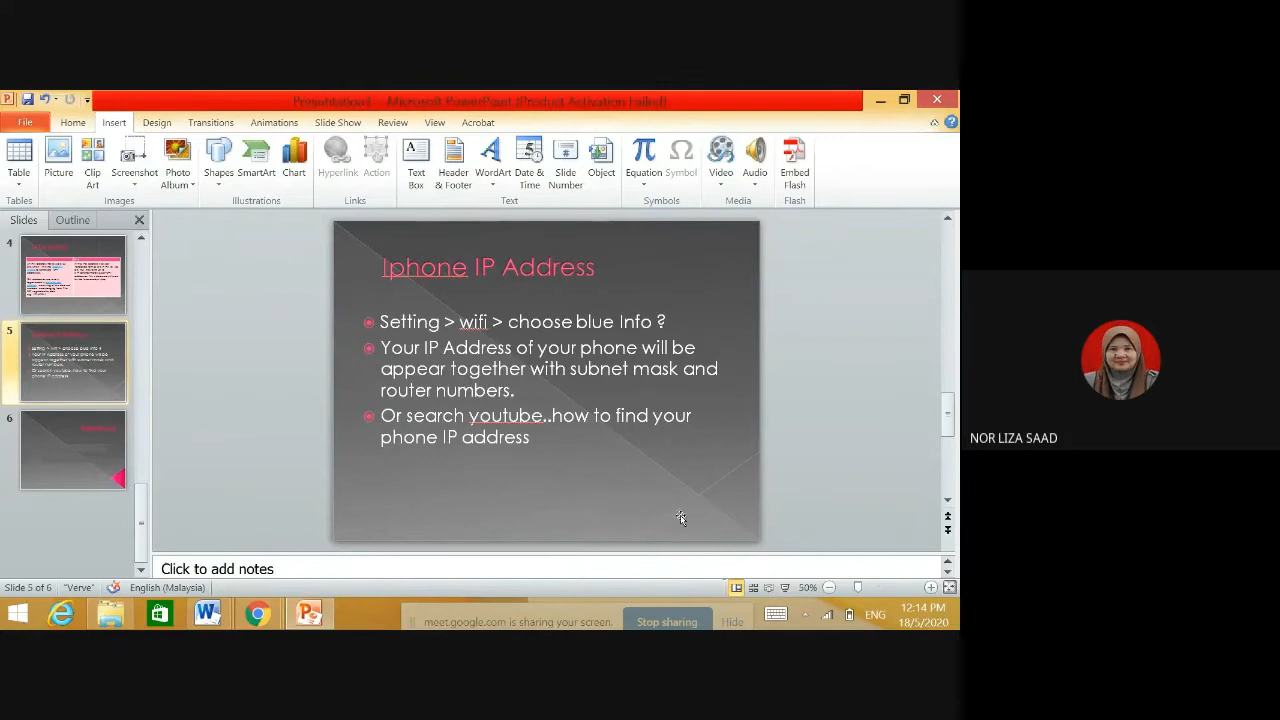 Presentation1 - Microsoft PowerPoint (Product Activation Failed)
File Home Insert Design Transitions Animations Slide Show Review View Acrobat
Table Picture Clip Art Screenshot Photo Album Shapes SmartArt Chart Hyperlink Action Text Box Header & Footer WordArt Date & Time Slide Number Object Equation Symbol Video Audio Embed Flash
Tables Images Illustrations Links Text Symbols Media Flash
Slides Outline
4
5
6
Iphone IP Address
Setting > wifi > choose blue Info ?
Your IP Address of your phone will be
appear together with subnet mask and
router numbers.
Or search youtube..how to find your
phone IP address
NOR LIZA SAAD
Click to add notes
Slide 5 of 6 "Verve" English (Malaysia) 50%
meet.google.com is sharing your screen. Stop sharing Hide
ENG
12:14 PM
18/5/2020